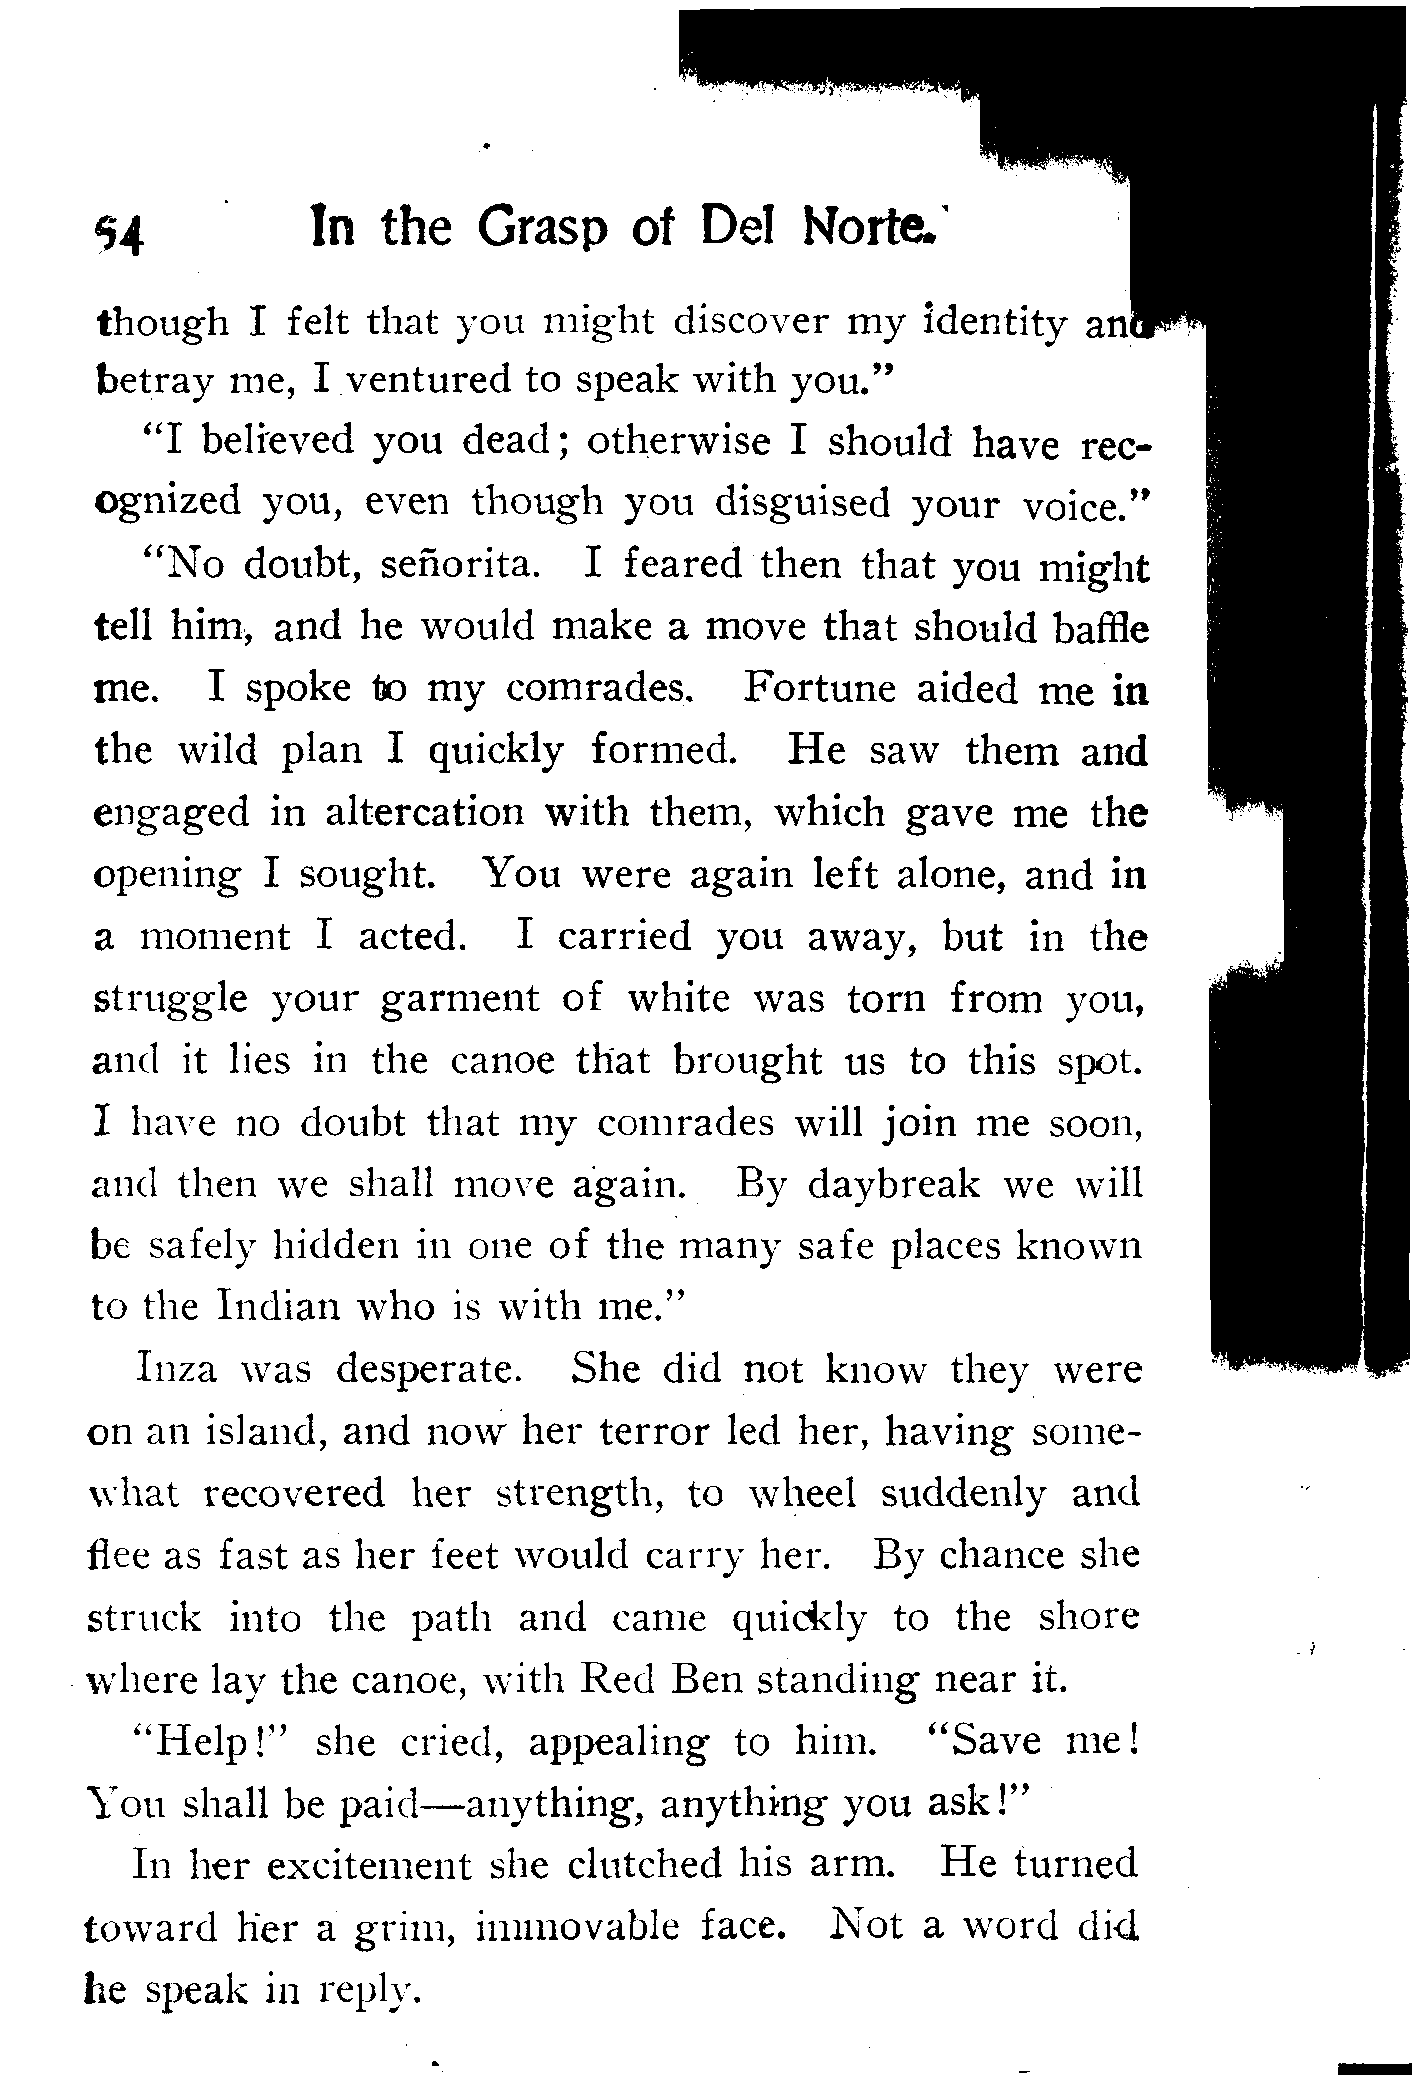 54 In the Grasp of Del Norte.
though I felt that you might discover my identity and
betray me, I ventured to speak with you."
"I believed you dead; otherwise I should have rec-
ognized you, even though you disguised your voice."
"No doubt, señorita. I feared then that you might
tell him, and he would make a move that should baffle
me. I spoke to my comrades. Fortune aided me in
the wild plan I quickly formed. He saw them and
engaged in altercation with them, which gave me the
opening I sought. You were again left alone, and in
a moment I acted. I carried you away, but in the
struggle your garment of white was torn from you,
and it lies in the canoe that brought us to this spot.
I have no doubt that my comrades will join me soon,
and then we shall move again. By daybreak we will
be safely hidden in one of the many safe places known
to the Indian who is with me."
Inza was desperate. She did not know they were
on an island, and now her terror led her, having some-
what recovered her strength, to wheel suddenly and
flee as fast as her feet would carry her. By chance she
struck into the path and came quickly to the shore
where lay the canoe, with Red Ben standing near it.
"Help!" she cried, appealing to him. "Save me!
You shall be paid—anything, anything you ask!"
In her excitement she clutched his arm. He turned
toward her a grim, immovable face. Not a word did
he speak in reply.